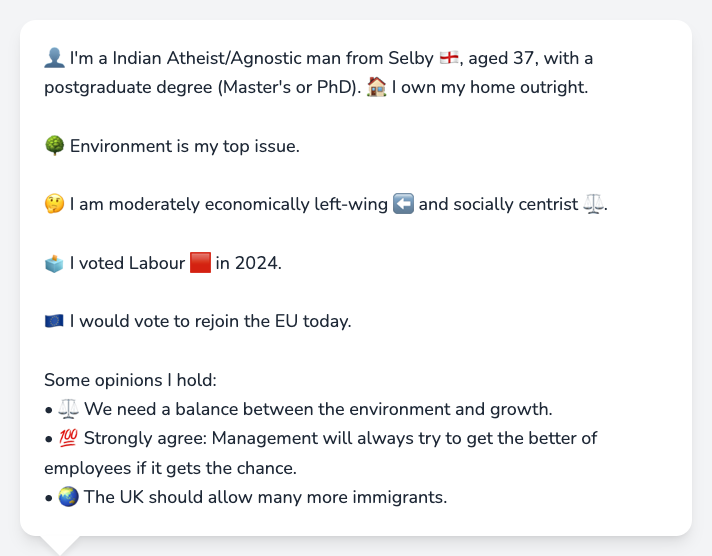 👤 I'm a Indian Atheist/Agnostic man from Selby 🏴󠁧󠁢󠁥󠁮󠁧󠁿, aged 37, with a
postgraduate degree (Master's or PhD). 🏠 I own my home outright.
🌳 Environment is my top issue.
🤔 I am moderately economically left-wing ⬅️ and socially centrist ⚖️.
🗳️ I voted Labour 🟥 in 2024.
🇪🇺 I would vote to rejoin the EU today.
Some opinions I hold:
• ⚖️ We need a balance between the environment and growth.
• 💯 Strongly agree: Management will always try to get the better of
employees if it gets the chance.
• 🌏 The UK should allow many more immigrants.